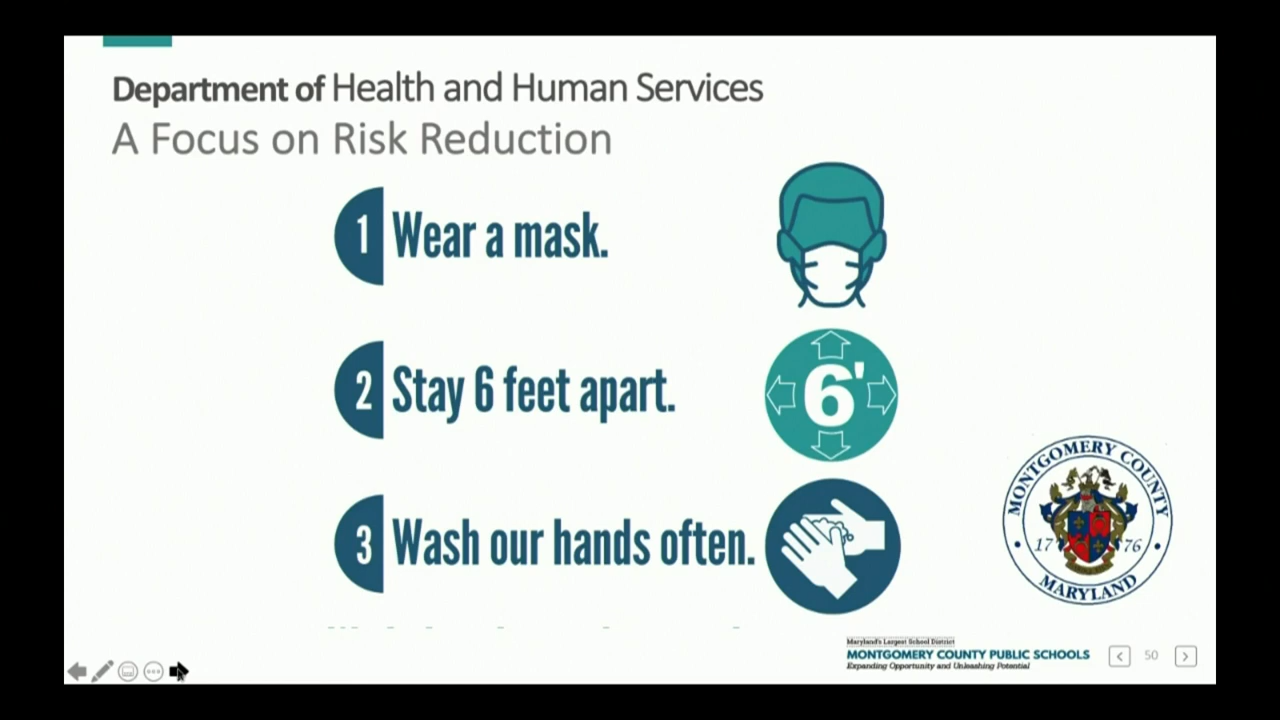 Department of Health and Human Services
A Focus on Risk Reduction
1 Wear a mask.
2 Stay 6 feet apart.
6'
3 Wash our hands often.
MONTGOMERY COUNTY
17 76
MARYLAND
Maryland's Largest School District
MONTGOMERY COUNTY PUBLIC SCHOOLS
Expanding Opportunity and Unleashing Potential
50